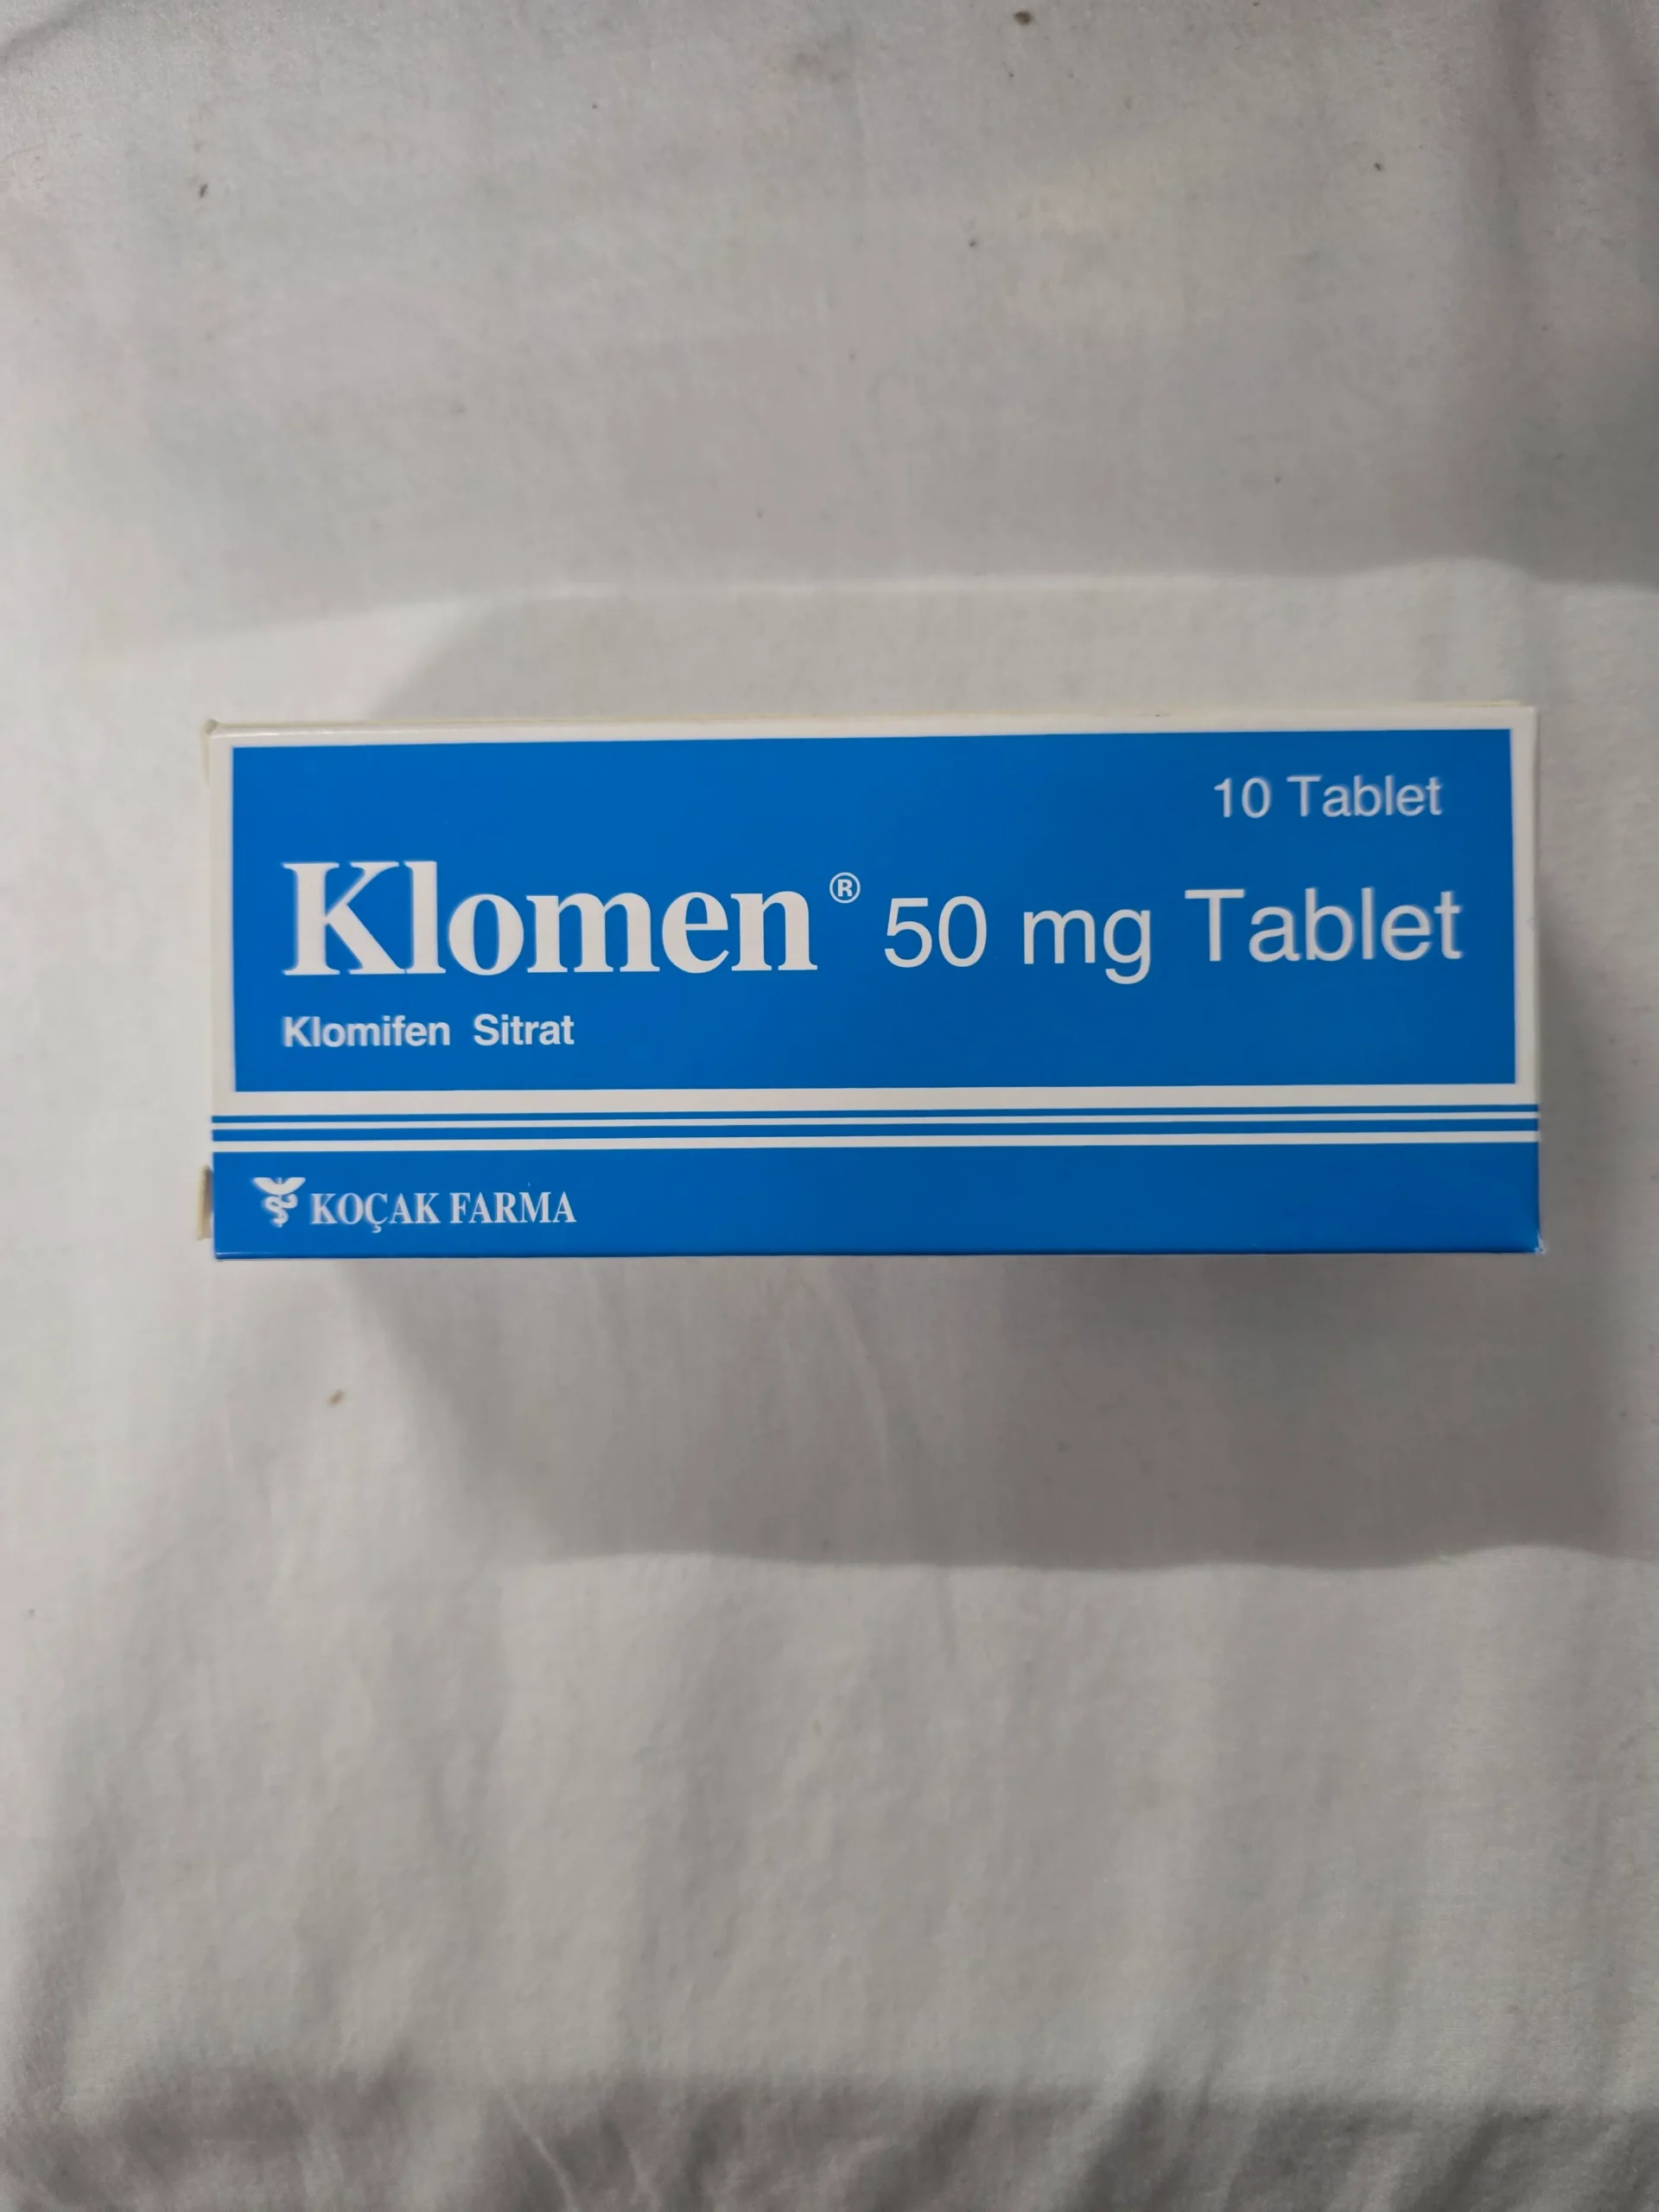 10 Tablet
Klomen® 50 mg Tablet
Klomifen Sitrat
KOÇAK FARMA